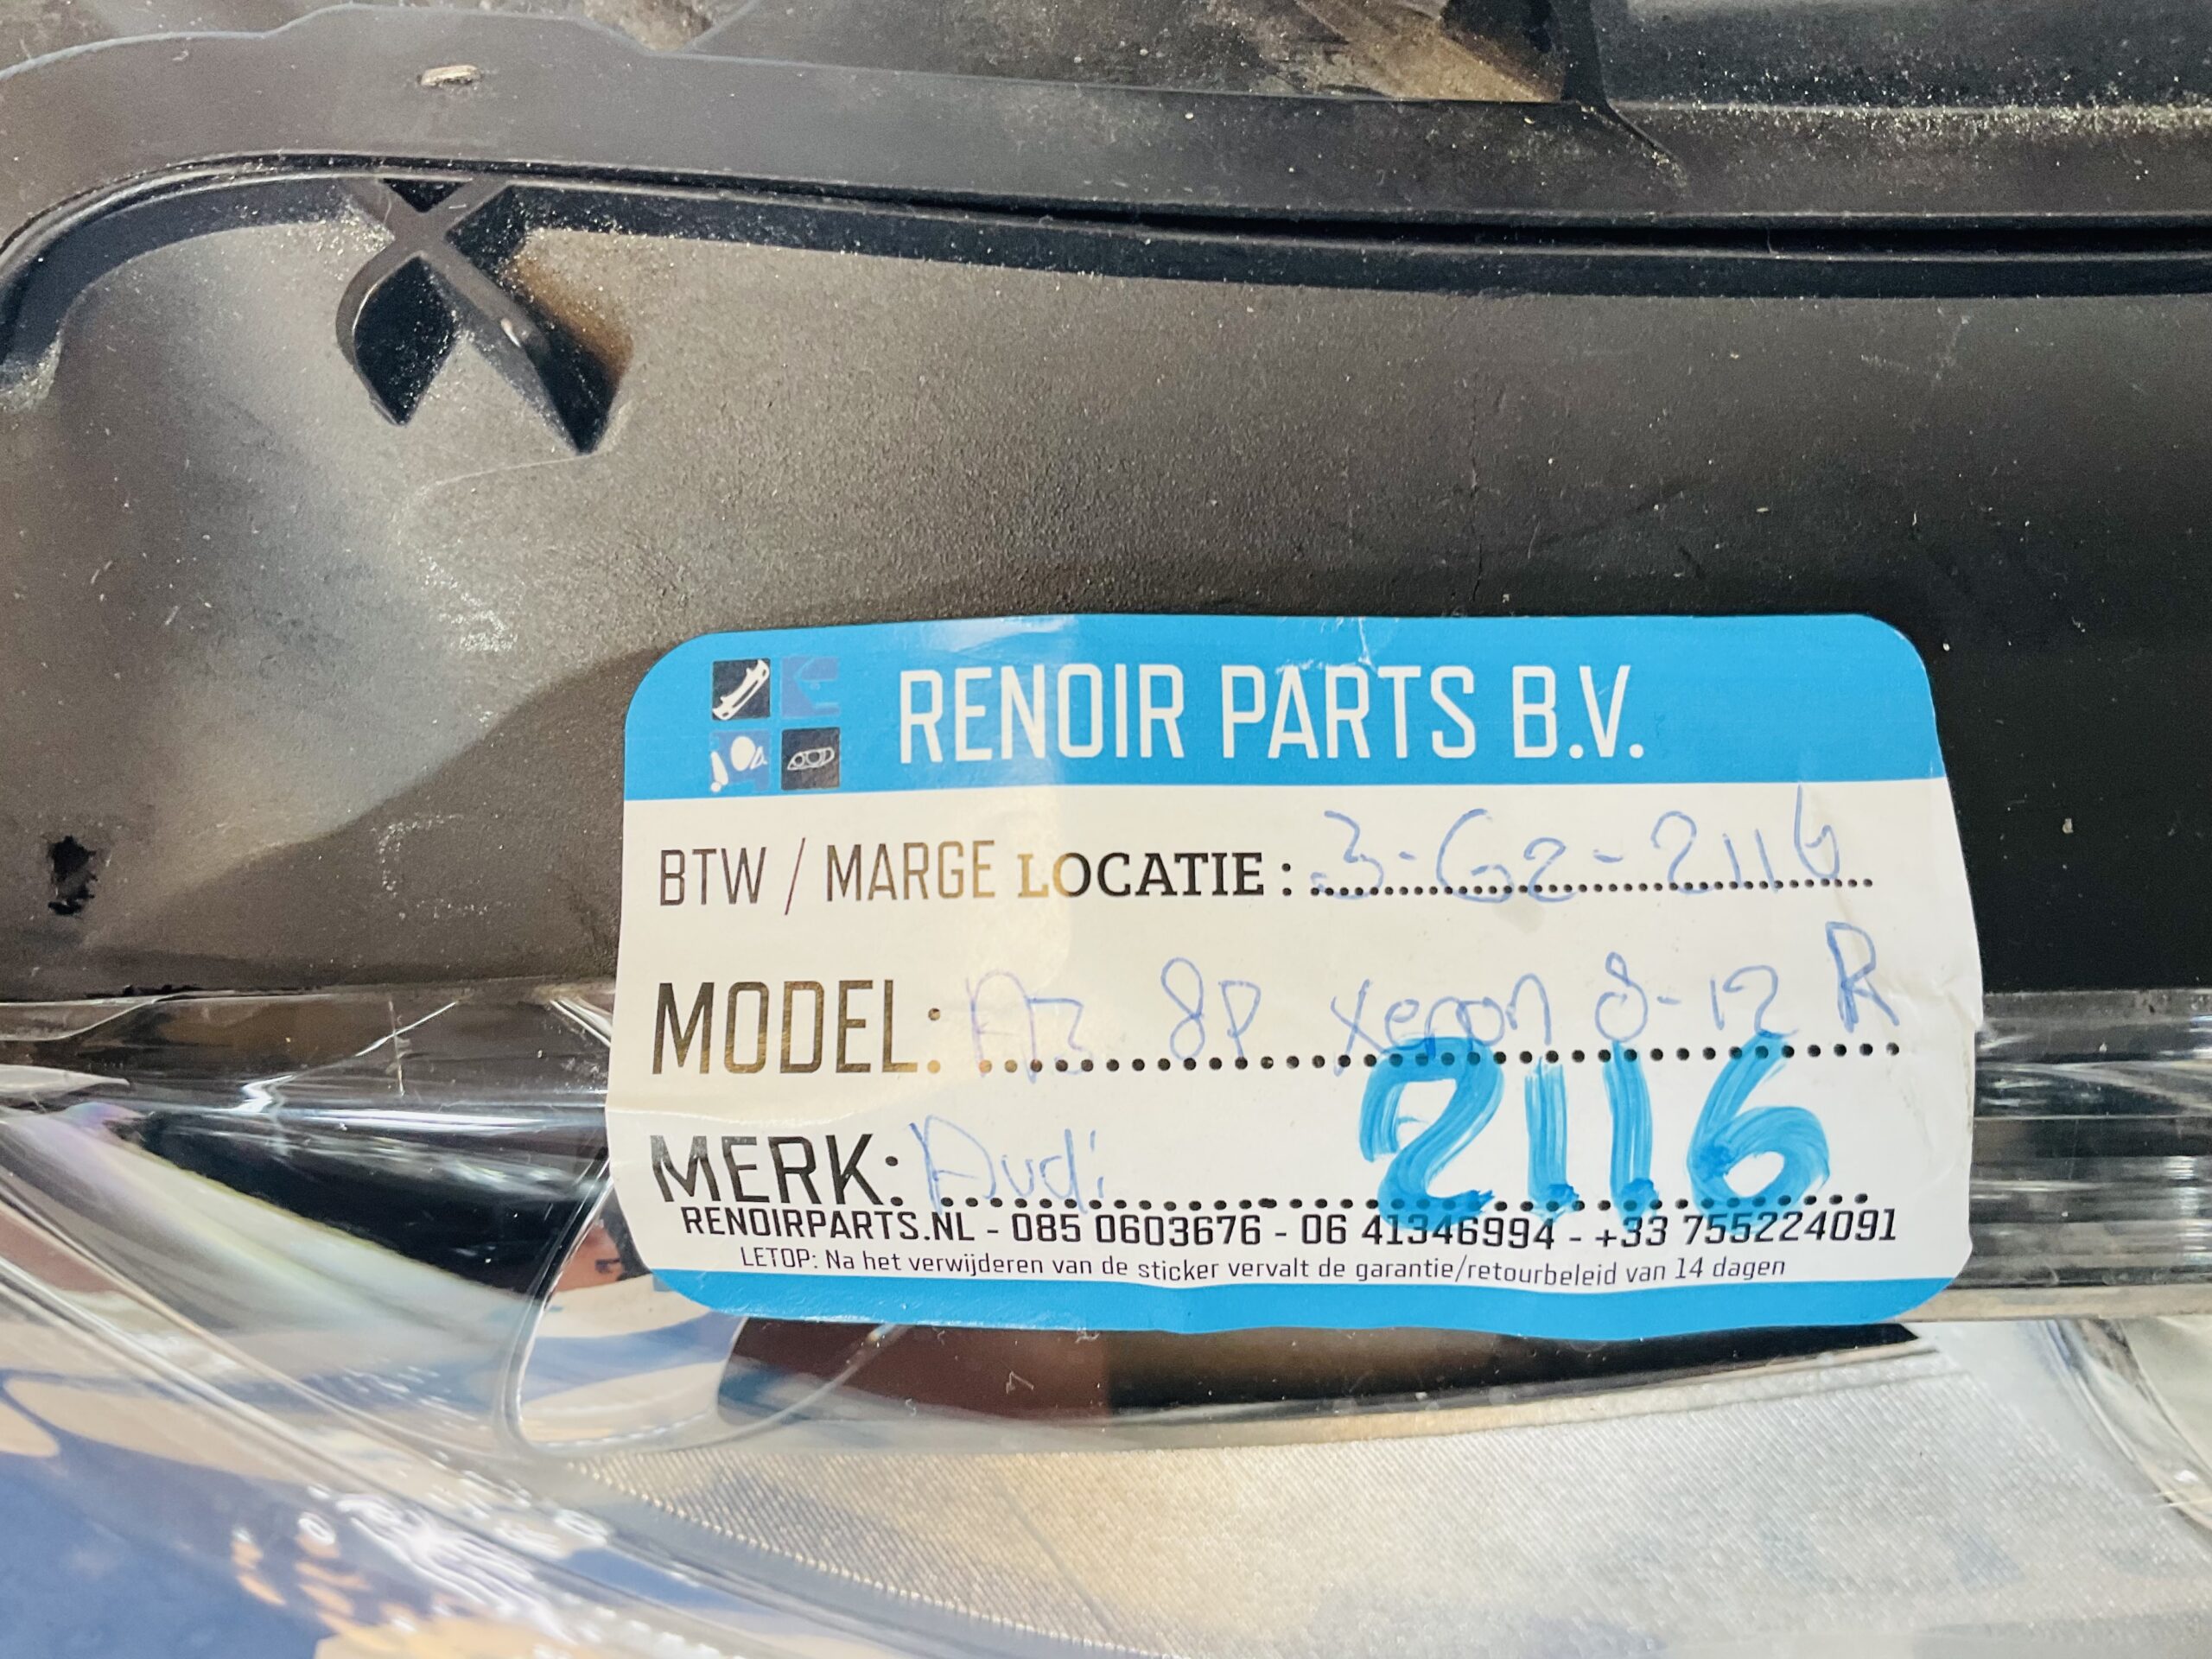 RENOIR PARTS B.V.
BTW / MARGE LOCATIE : 3-G2-2116
MODEL: A3 8P xenon 8-12 R
2116
MERK: Audi
RENOIRPARTS.NL - 085 0603676 - 06 41346994 - +33 755224091
LETOP: Na het verwijderen van de sticker vervalt de garantie/retourbeleid van 14 dagen